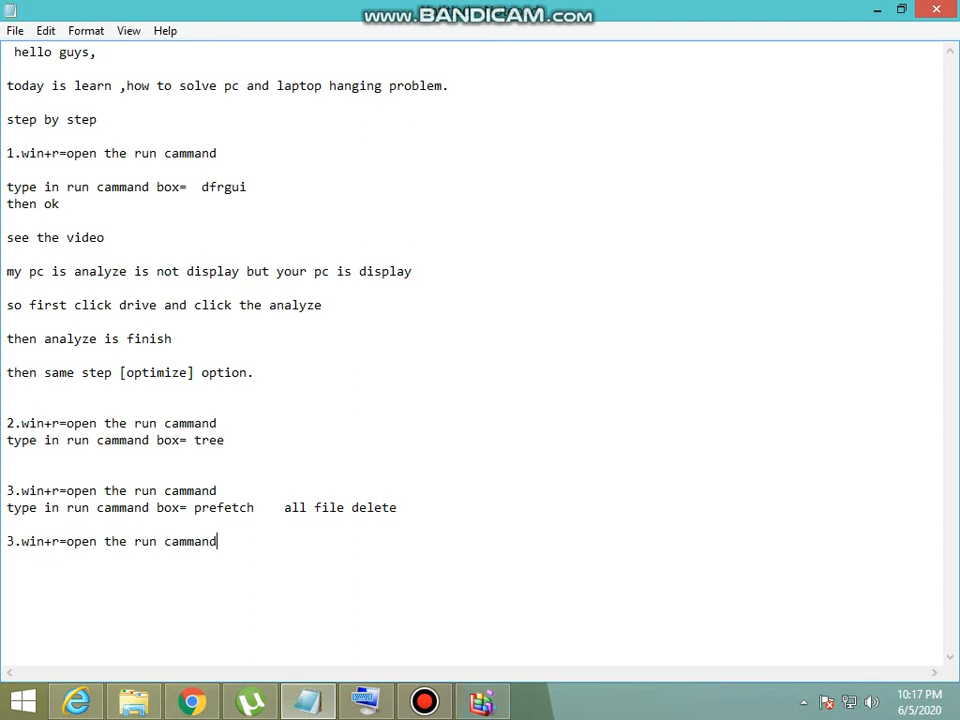 www.BANDICAM.com
File Edit Format View Help
hello guys,
today is learn ,how to solve pc and laptop hanging problem.
step by step
1.win+r=open the run cammand
type in run cammand box=  dfrgui
then ok
see the video
my pc is analyze is not display but your pc is display
so first click drive and click the analyze
then analyze is finish
then same step [optimize] option.
2.win+r=open the run cammand
type in run cammand box= tree
3.win+r=open the run cammand
type in run cammand box= prefetch    all file delete
3.win+r=open the run cammand
10:17 PM
6/5/2020